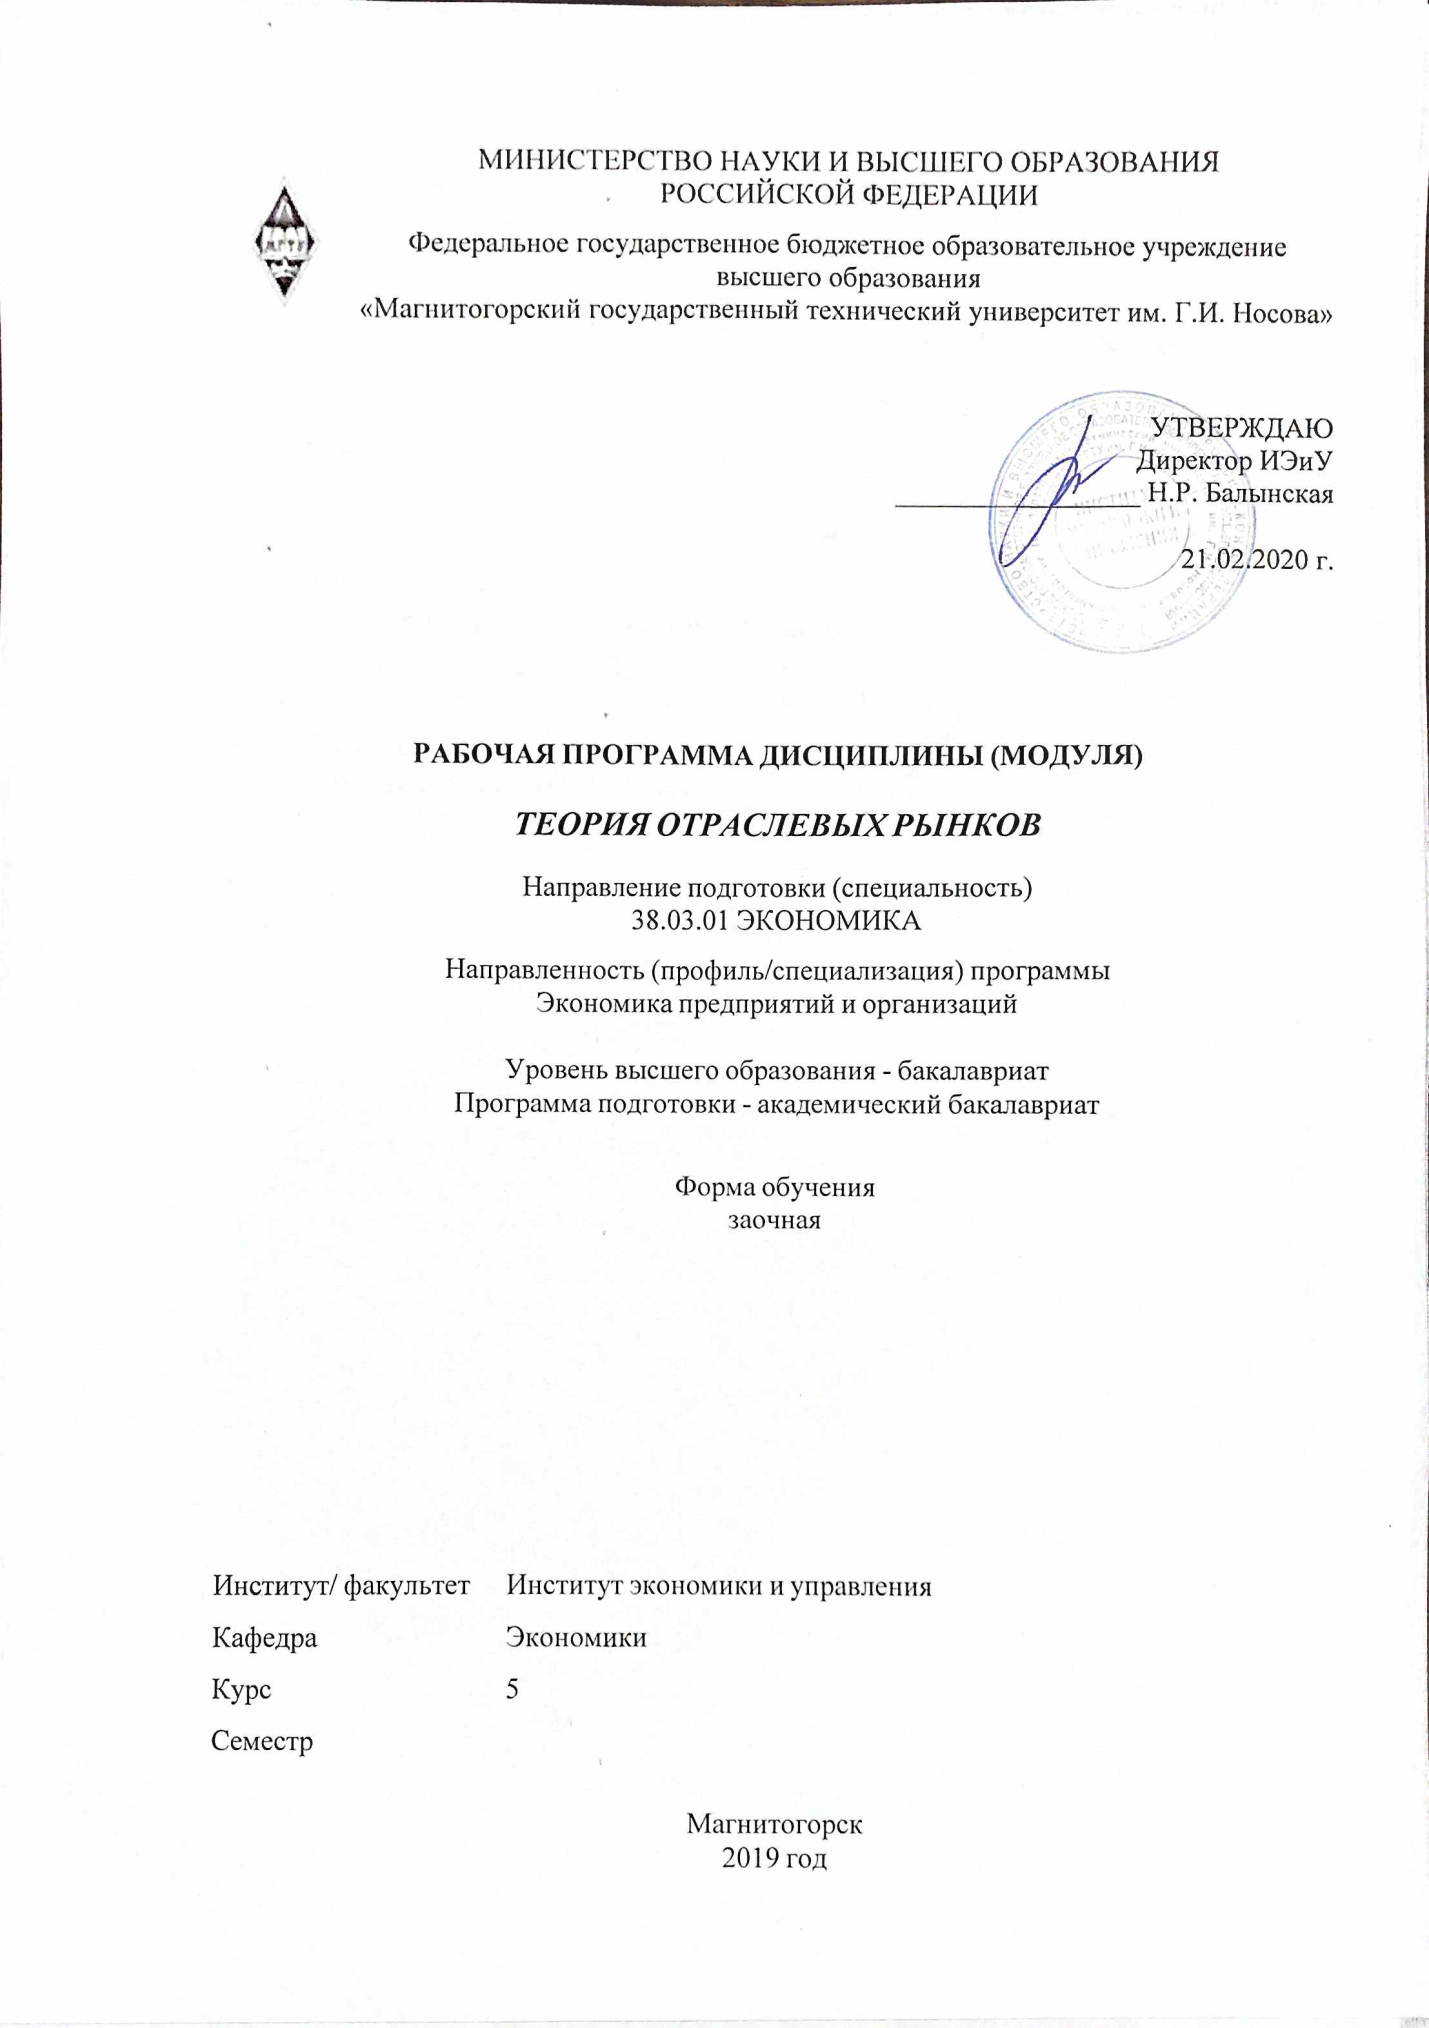 МИНИСТЕРСТВО НАУКИ И ВЫСШЕГО ОБРАЗОВАНИЯ
РОССИЙСКОЙ ФЕДЕРАЦИИ
Федеральное государственное бюджетное образовательное учреждение
высшего образования
«Магнитогорский государственный технический университет им. Г.И. Носова»
УТВЕРЖДАЮ
Директор ИЭиУ
Н.Р. Балынская
21.02.2020 г.
РАБОЧАЯ ПРОГРАММА ДИСЦИПЛИНЫ (МОДУЛЯ)
ТЕОРИЯ ОТРАСЛЕВЫХ РЫНКОВ
Направление подготовки (специальность)
38.03.01 ЭКОНОМИКА
Направленность (профиль/специализация) программы
Экономика предприятий и организаций
Уровень высшего образования - бакалавриат
Программа подготовки - академический бакалавриат
Форма обучения
заочная
Институт/ факультет Институт экономики и управления
Кафедра Экономики
Курс 5
Семестр
Магнитогорск
2019 год